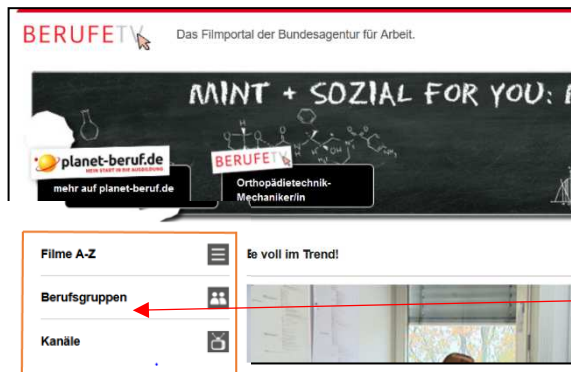 BERUFETV
Das Filmportal der Bundesagentur für Arbeit.
MINT + SOZIAL FOR YOU:
planet-beruf.de
MEIN START IN DIE AUSBILDUNG
mehr auf planet-beruf.de
BERUFETV
Orthopädietechnik-
Mechaniker/in
Filme A-Z
Berufsgruppen
Kanäle
voll im Trend!